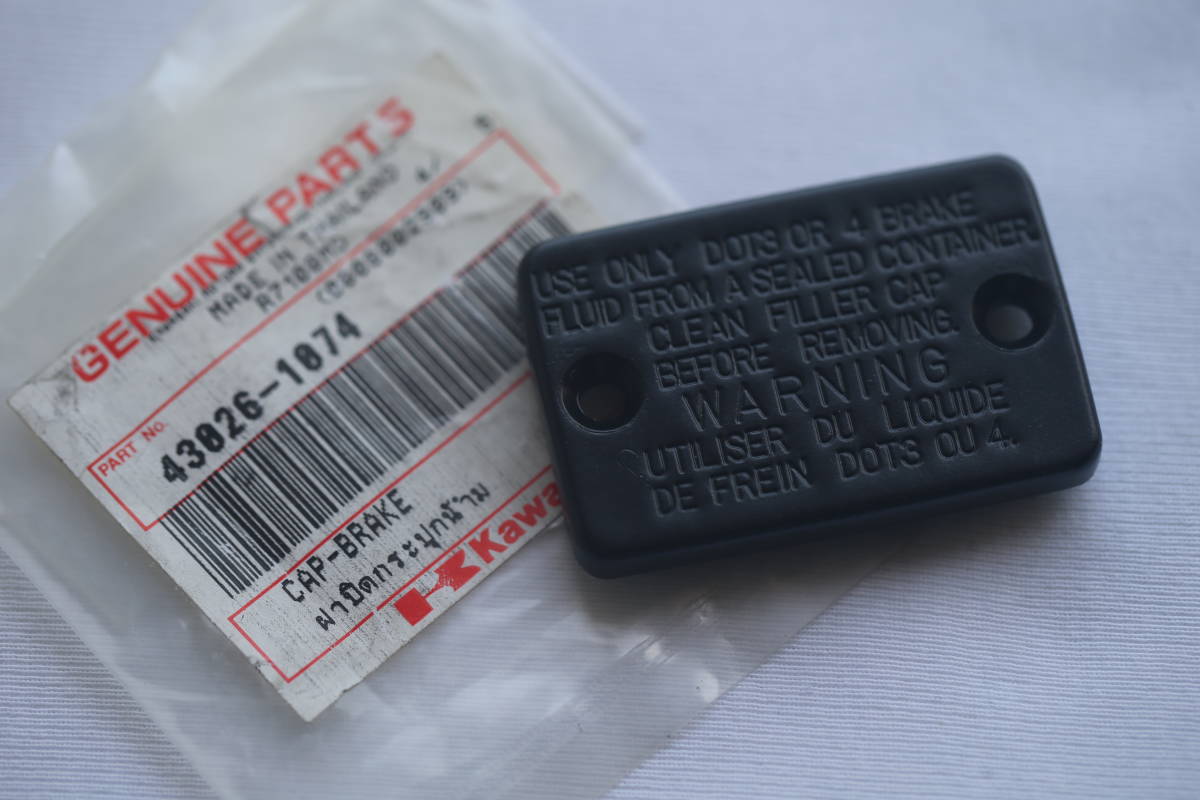 GENUINE PARTS
MADE IN THAILAND
PART No.
43026-1074
CAP-BRAKE
ฝาปิดกระปุกน้ำม
Kawa
USE ONLY DOT3 OR 4 BRAKE
FLUID FROM A SEALED CONTAINER.
CLEAN FILLER CAP
BEFORE REMOVING.
WARNING
UTILISER DU LIQUIDE
DE FREIN DOT3 OU 4.